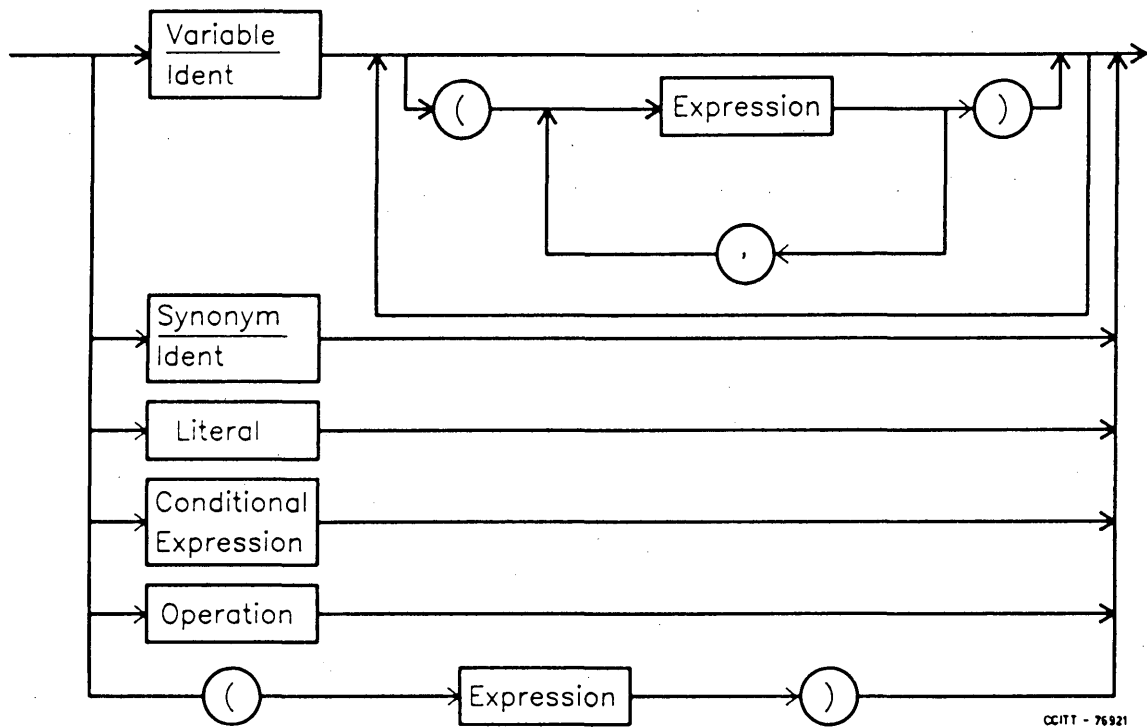 Variable
Ident
( Expression )
,
Synonym
Ident
Literal
Conditional
Expression
Operation
( Expression )
CCITT - 76921